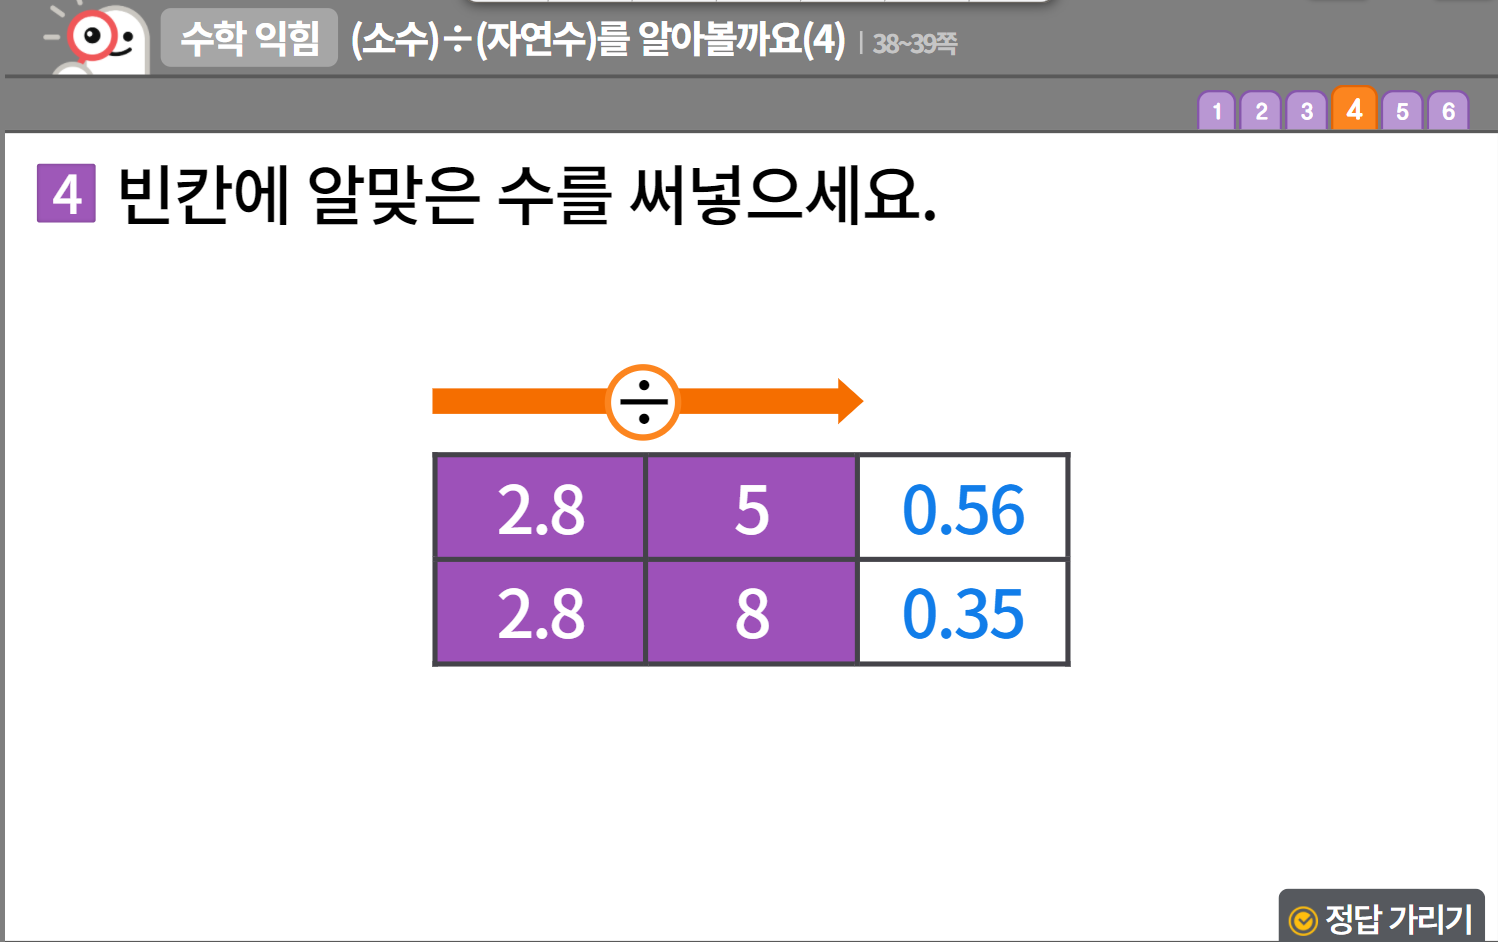 수학 익힘 (소수)÷(자연수)를 알아볼까요(4) | 38~39쪽
1 2 3 4 5 6
4 빈칸에 알맞은 수를 써넣으세요.
÷
2.8 5 0.56
2.8 8 0.35
정답 가리기